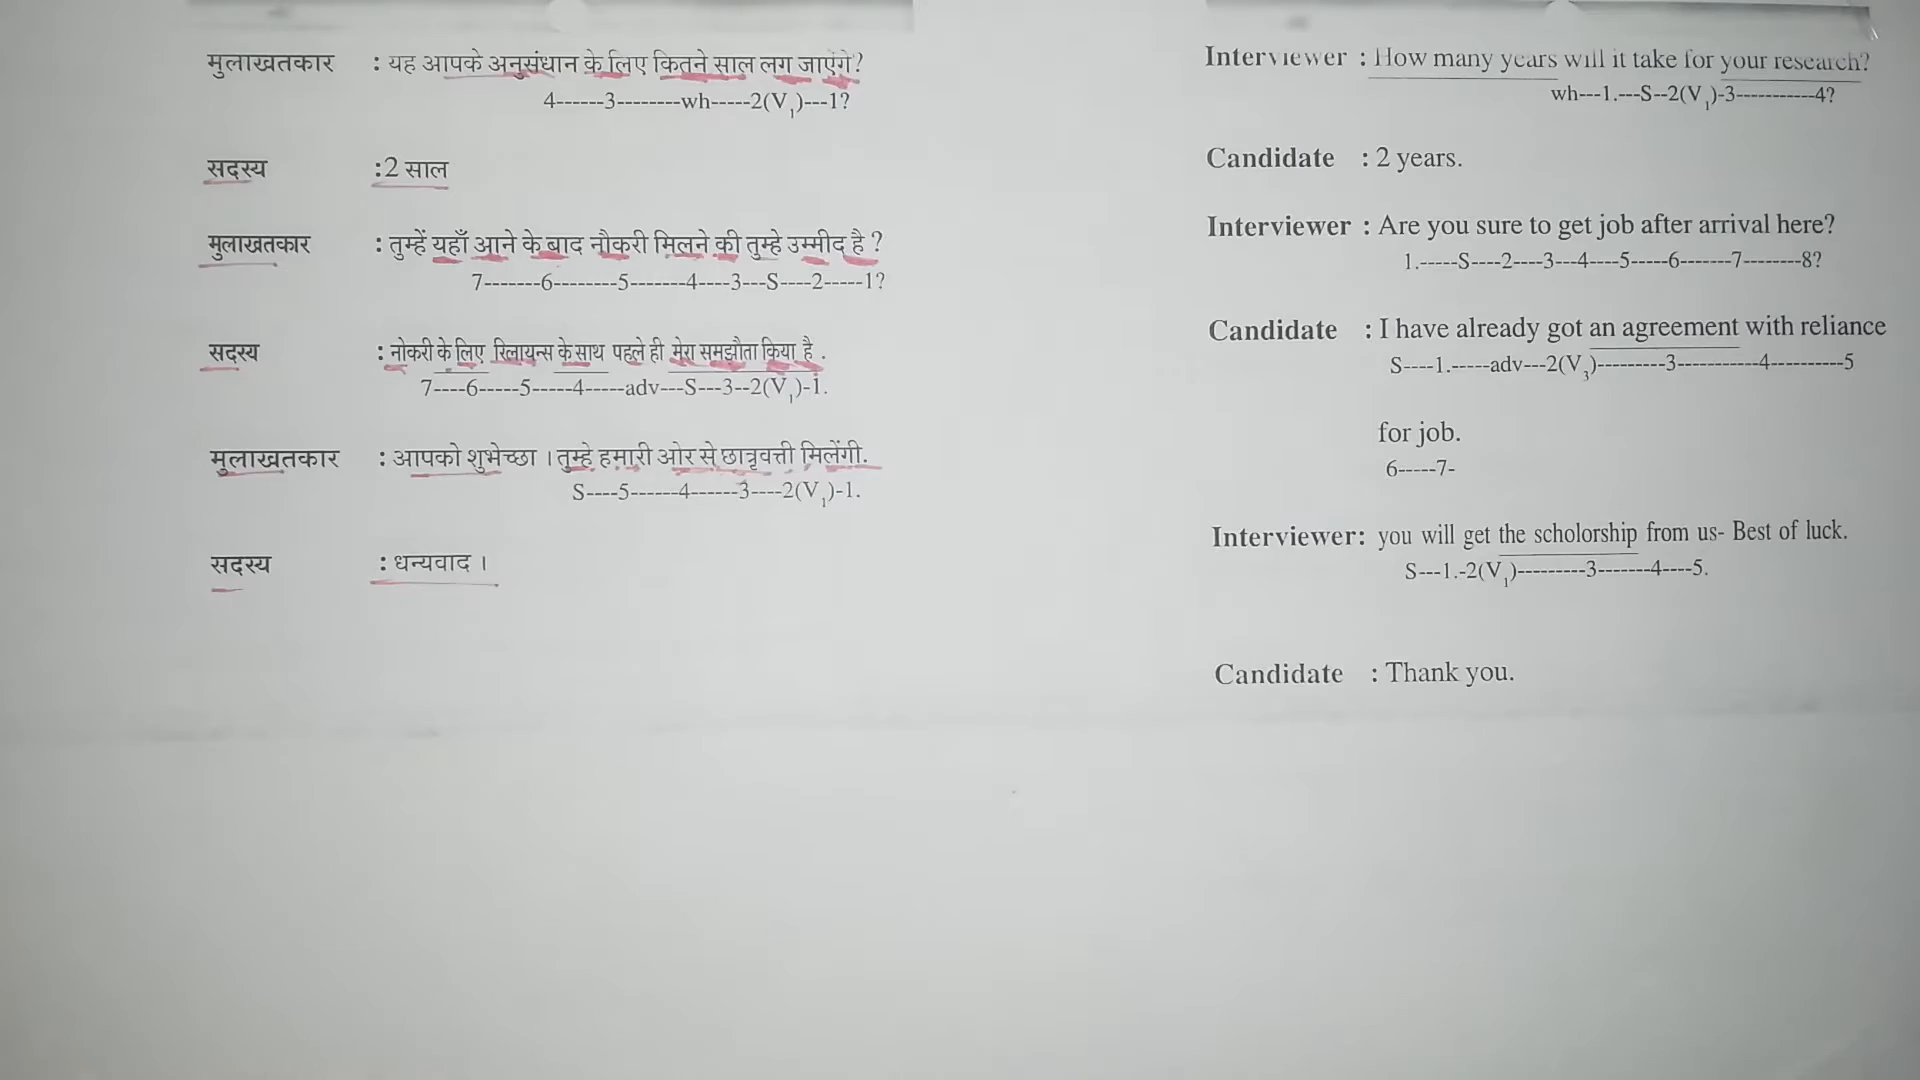 मुलाखतकार : यह आपके अनुसंधान के लिए कितने साल लग जाएंगे?
4------3--------wh-----2(V1)---1?
सदस्य :2 साल
मुलाखतकार : तुम्हें यहाँ आने के बाद नौकरी मिलने की तुम्हे उम्मीद है ?
7-------6--------5-------4----3---S----2-----1?
सदस्य : नोकरी के लिए रिलायन्स के साथ पहले ही मेरा समझौता किया है .
7----6-----5-----4-----adv---S---3--2(V1)-1.
मुलाखतकार : आपको शुभेच्छा । तुम्हे हमारी ओर से छात्रृवत्ती मिलेंगी.
S----5------4------3----2(V1)-1.
सदस्य : धन्यवाद ।
Interviewer : How many years will it take for your research?
wh---1.---S--2(V1)-3-----------4?
Candidate : 2 years.
Interviewer : Are you sure to get job after arrival here?
1.-----S----2----3---4----5-----6-------7--------8?
Candidate : I have already got an agreement with reliance
S----1.-----adv---2(V3)---------3-----------4----------5
for job.
6-----7-
Interviewer: you will get the scholorship from us- Best of luck.
S---1.-2(V1)---------3-------4----5.
Candidate : Thank you.